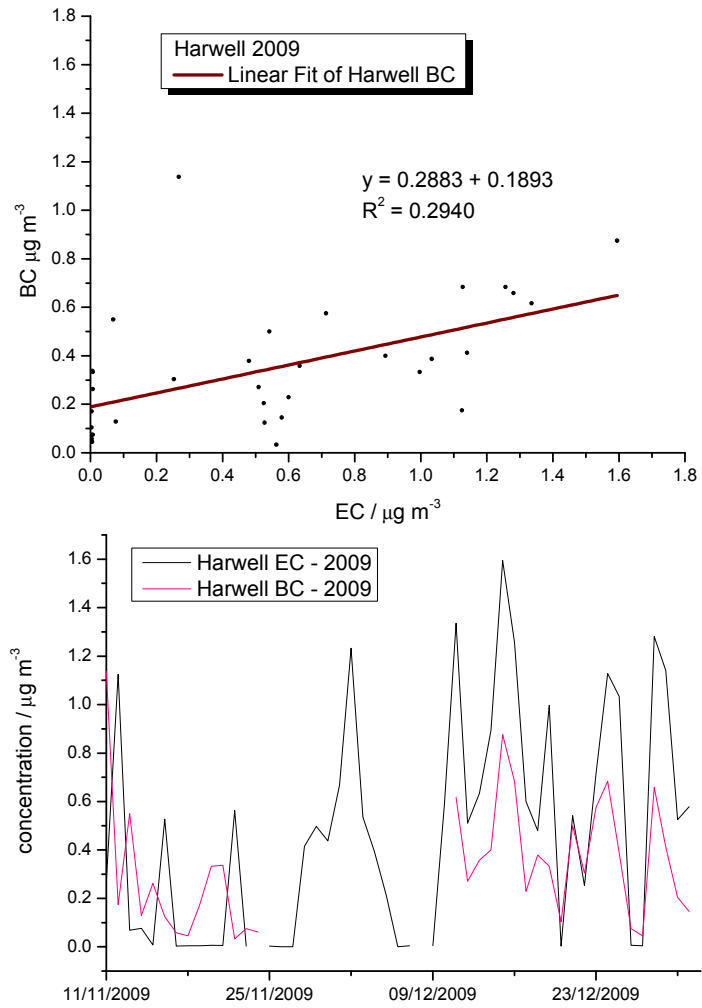 1.8
1.6
1.4
1.2
1.0
0.8
0.6
0.4
0.2
0.0
BC μg m-3
Harwell 2009
Linear Fit of Harwell BC
y = 0.2883 + 0.1893
R2 = 0.2940
0.0 0.2 0.4 0.6 0.8 1.0 1.2 1.4 1.6 1.8
EC / μg m-3
1.6
1.4
1.2
1.0
0.8
0.6
0.4
0.2
0.0
concentration / μg m-3
Harwell EC - 2009
Harwell BC - 2009
11/11/2009 25/11/2009 09/12/2009 23/12/2009